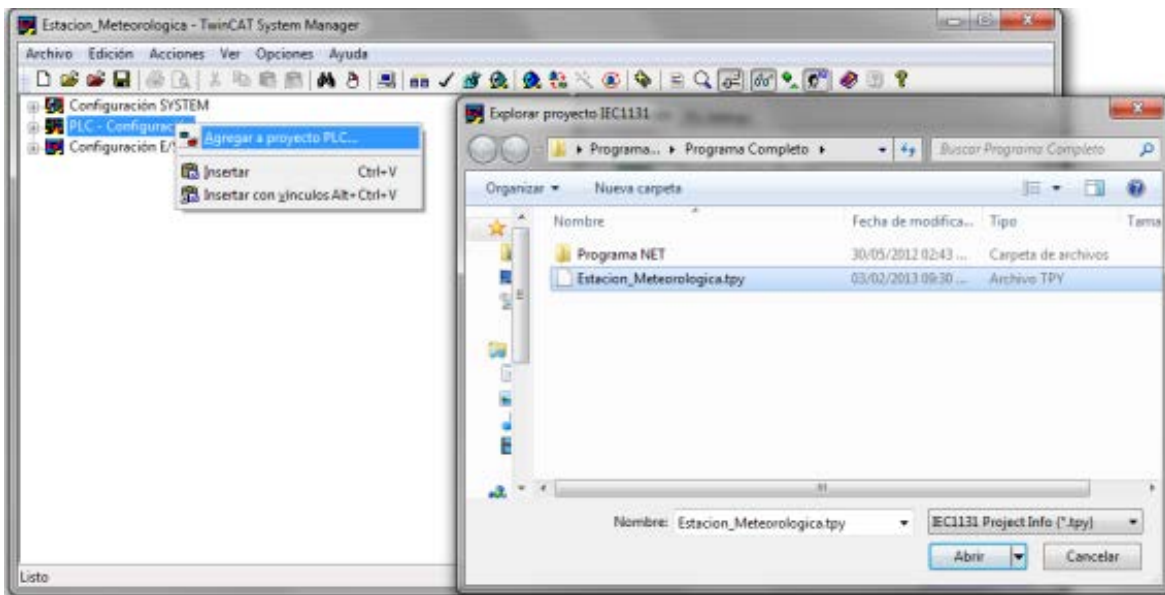 Estacion_Meteorologica - TwinCAT System Manager
Archivo Edición Acciones Ver Opciones Ayuda
Configuración SYSTEM
PLC - Configuración
Configuración E/
Agregar a proyecto PLC...
Insertar Ctrl+V
Insertar con vínculos Alt+Ctrl+V
Listo
Explorar proyecto IEC1131
Programa... Programa Completo
Buscar Programa Completo
Organizar Nueva carpeta
Nombre Fecha de modifica... Tipo Tama
Programa NET 30/05/2012 02:43 ... Carpeta de archivos
Estacion_Meteorologica.tpy 03/02/2013 09:30 ... Archivo TPY
Nombre: Estacion_Meteorologica.tpy IEC1131 Project Info (*.tpy)
Abrir Cancelar